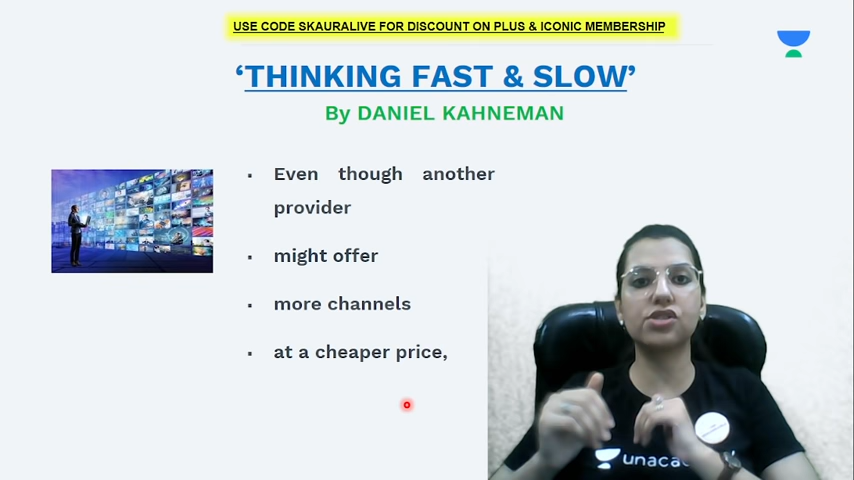 USE CODE SKAURALIVE FOR DISCOUNT ON PLUS & ICONIC MEMBERSHIP
‘THINKING FAST & SLOW’
By DANIEL KAHNEMAN
▪ Even though another
provider
▪ might offer
▪ more channels
▪ at a cheaper price,
unaca